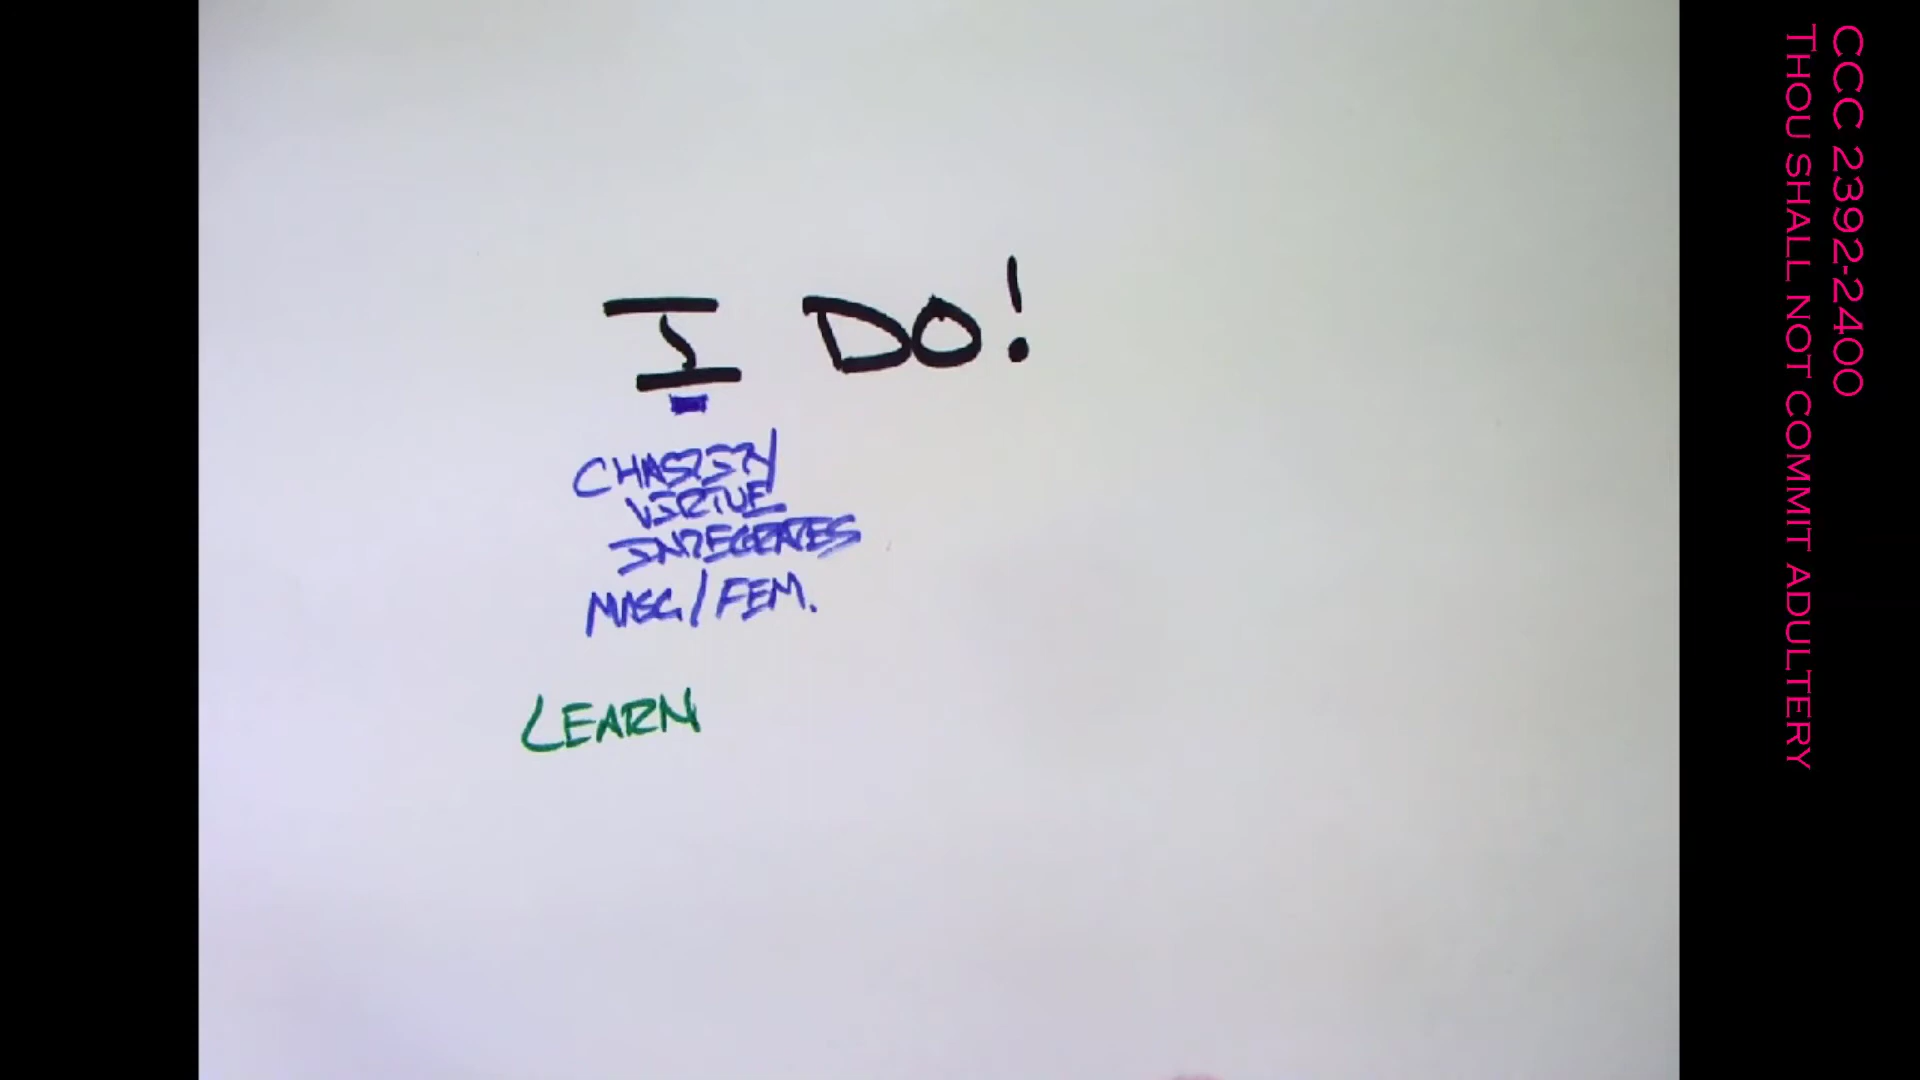 I DO!
CHASTITY
VIRTUE
INTEGRATES
MASC/FEM.
LEARN
CCC 2392-2400
THOU SHALL NOT COMMIT ADULTERY